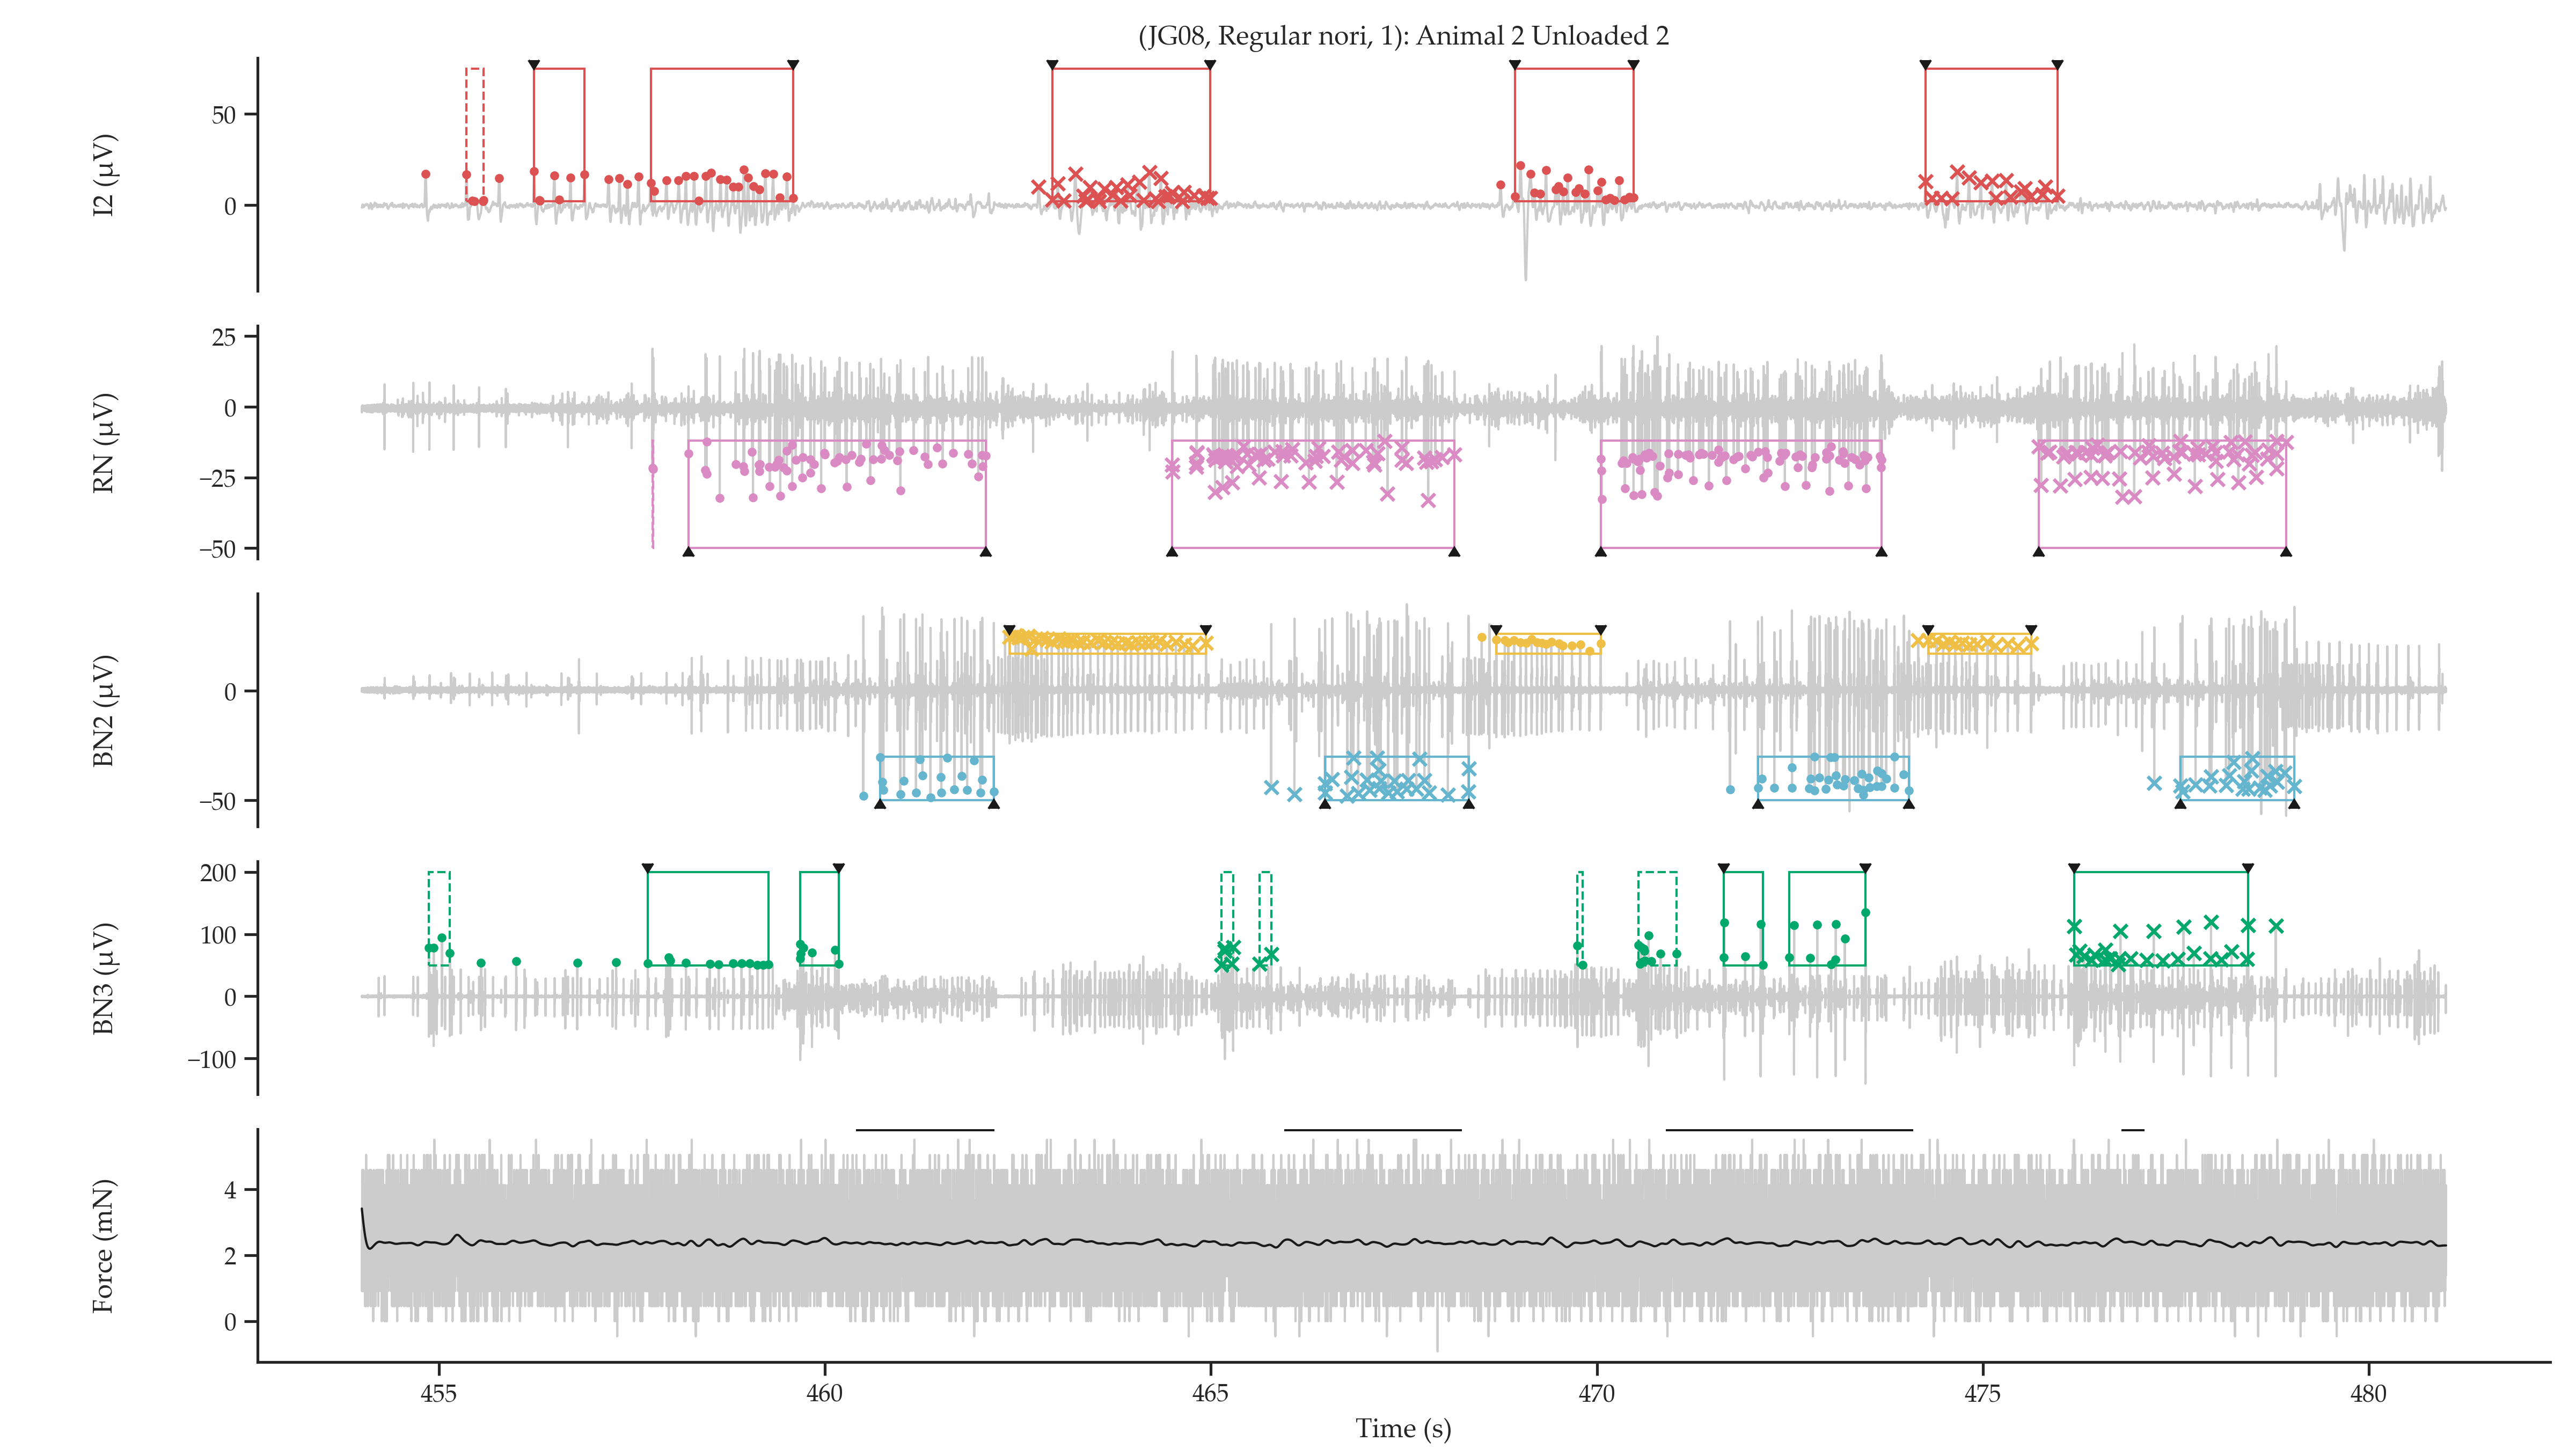 (JG08, Regular nori, 1): Animal 2 Unloaded 2
I2 (µV)
50
0
RN (µV)
25
0
−25
−50
BN2 (µV)
0
−50
BN3 (µV)
200
100
0
−100
Force (mN)
4
2
0
455 460 465 470 475 480
Time (s)